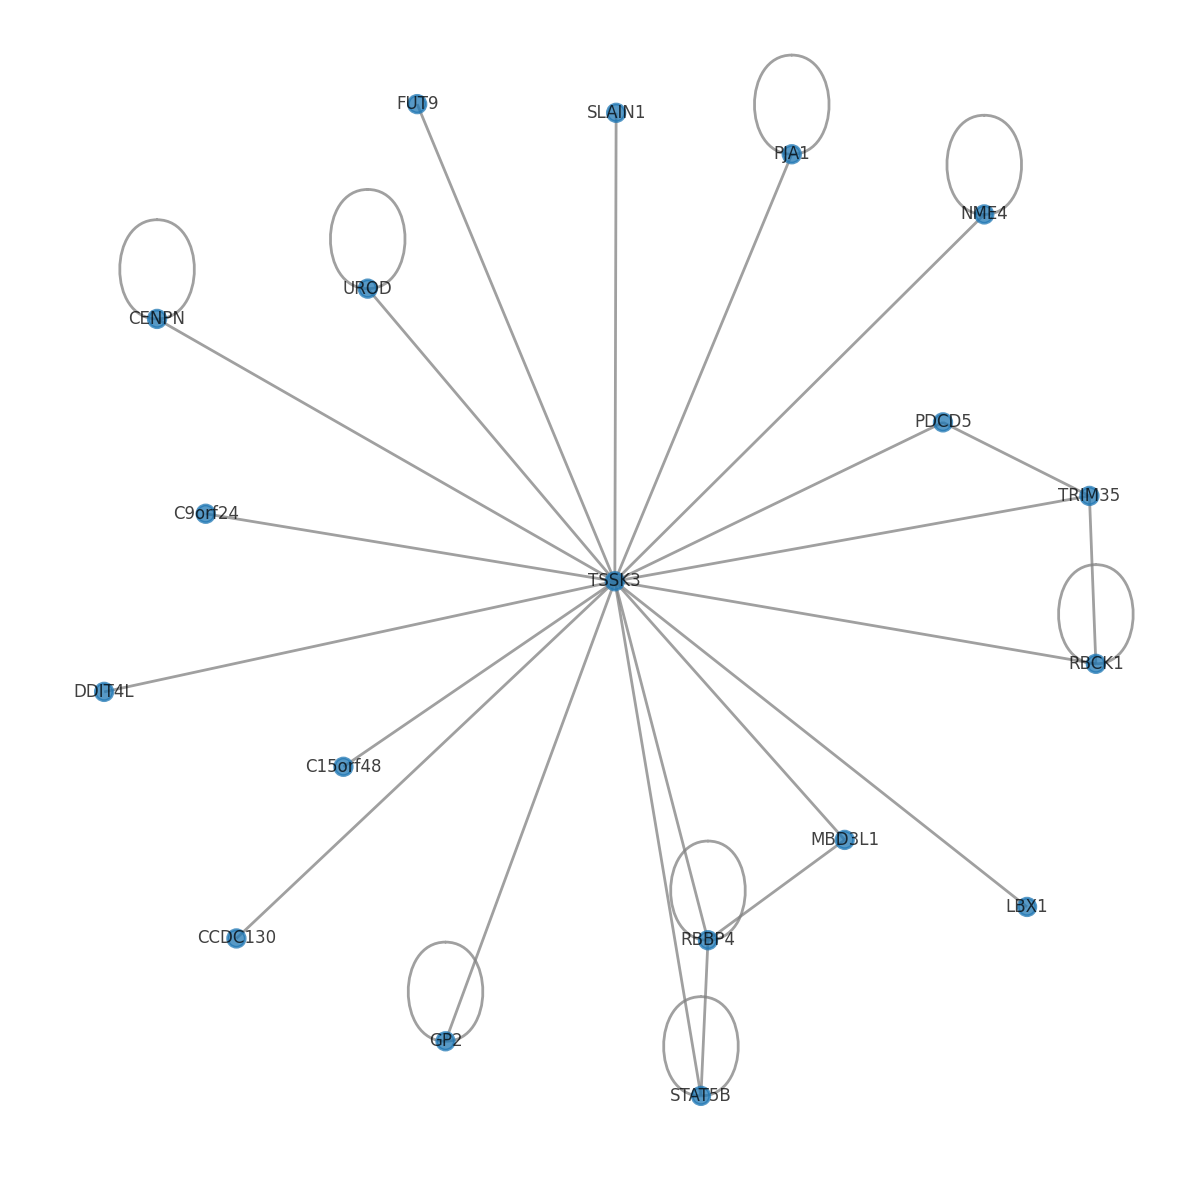 FUT9
SLAIN1
PJA1
NME4
UROD
CENPN
PDCD5
TRIM35
C9orf24
TSSK3
RBCK1
DDIT4L
C15orf48
MBD3L1
LBX1
CCDC130
RBBP4
GP2
STAT5B